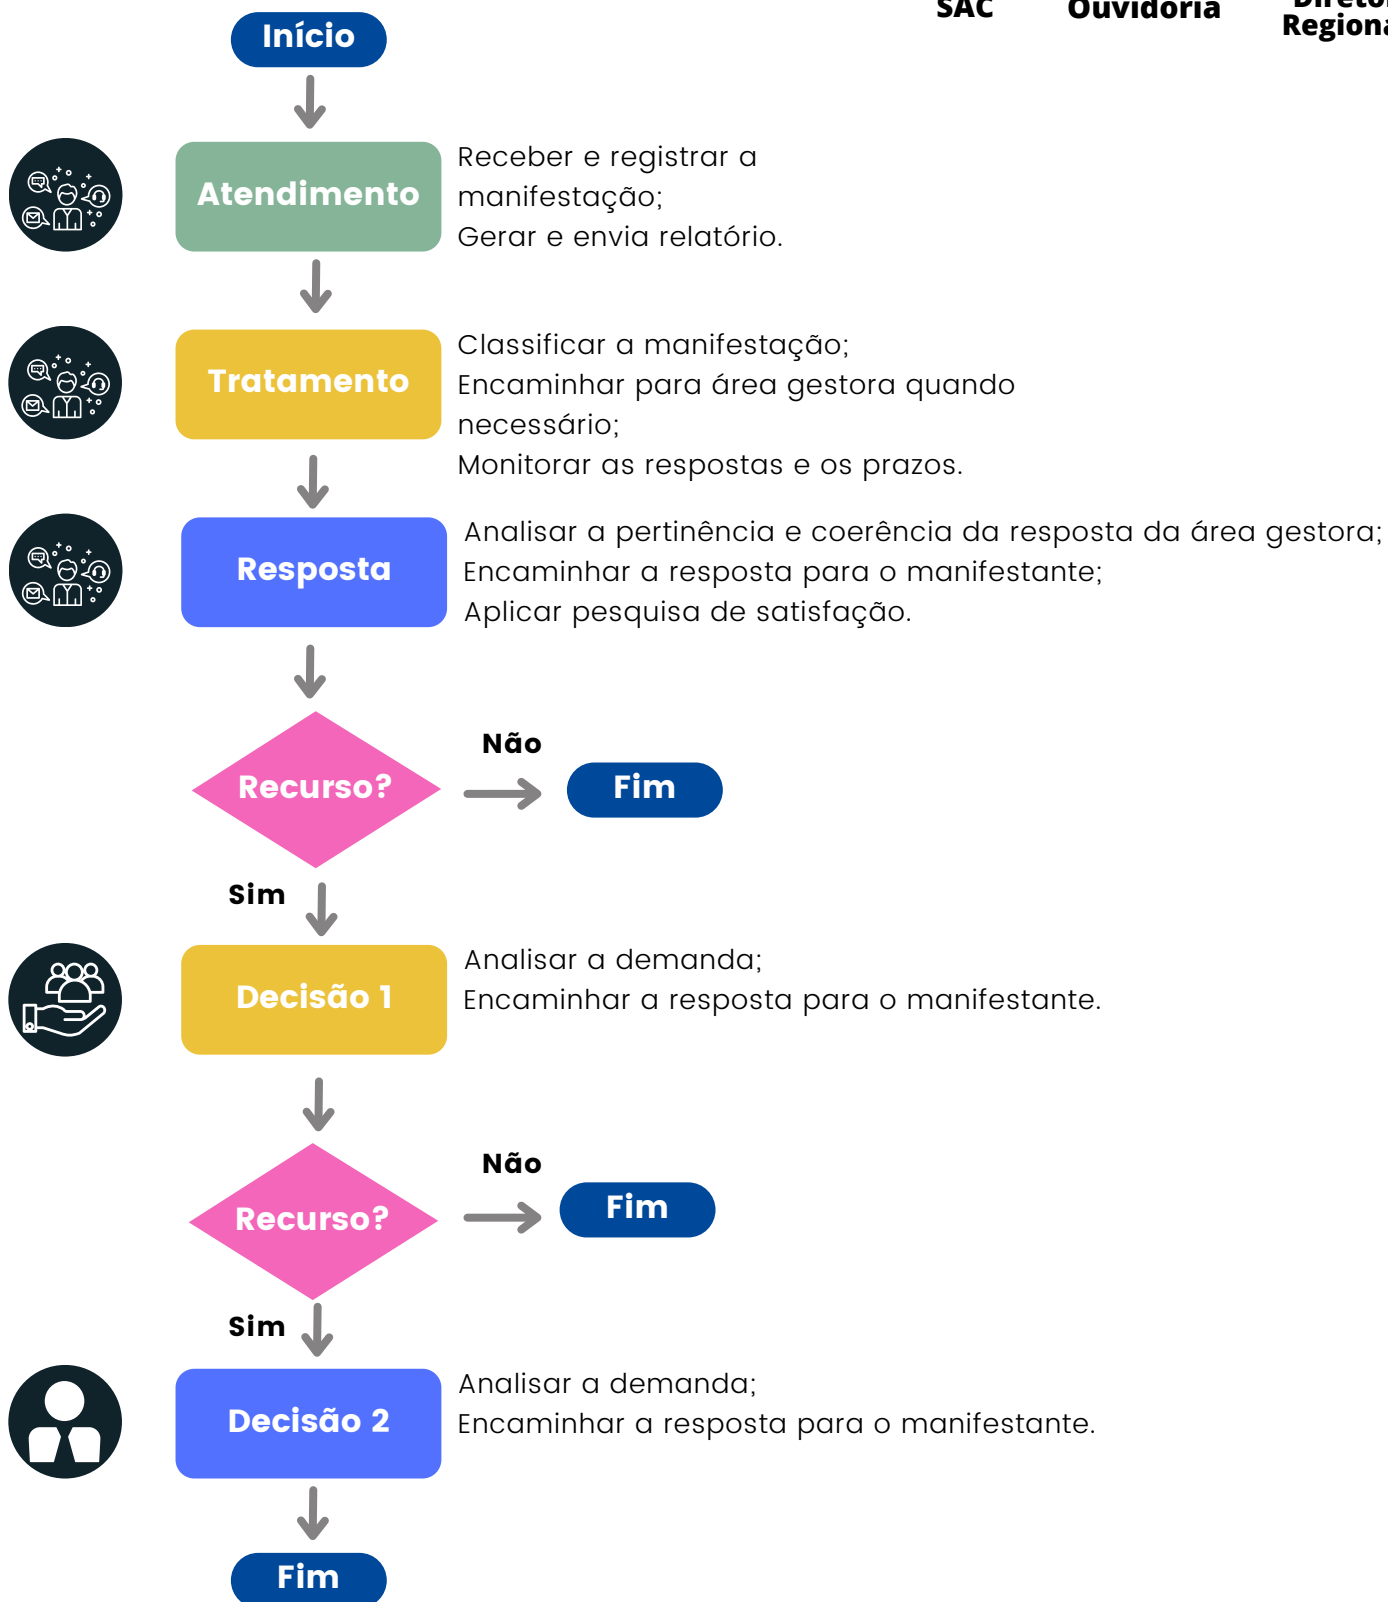 SAC
Ouvidoria
Início
Atendimento
Receber e registrar a
manifestação;
Gerar e envia relatório.
Tratamento
Classificar a manifestação;
Encaminhar para área gestora quando
necessário;
Monitorar as respostas e os prazos.
Resposta
Analisar a pertinência e coerência da resposta da área gestora;
Encaminhar a resposta para o manifestante;
Aplicar pesquisa de satisfação.
Recurso?
Não
Fim
Sim
Decisão 1
Analisar a demanda;
Encaminhar a resposta para o manifestante.
Recurso?
Não
Fim
Sim
Decisão 2
Analisar a demanda;
Encaminhar a resposta para o manifestante.
Fim